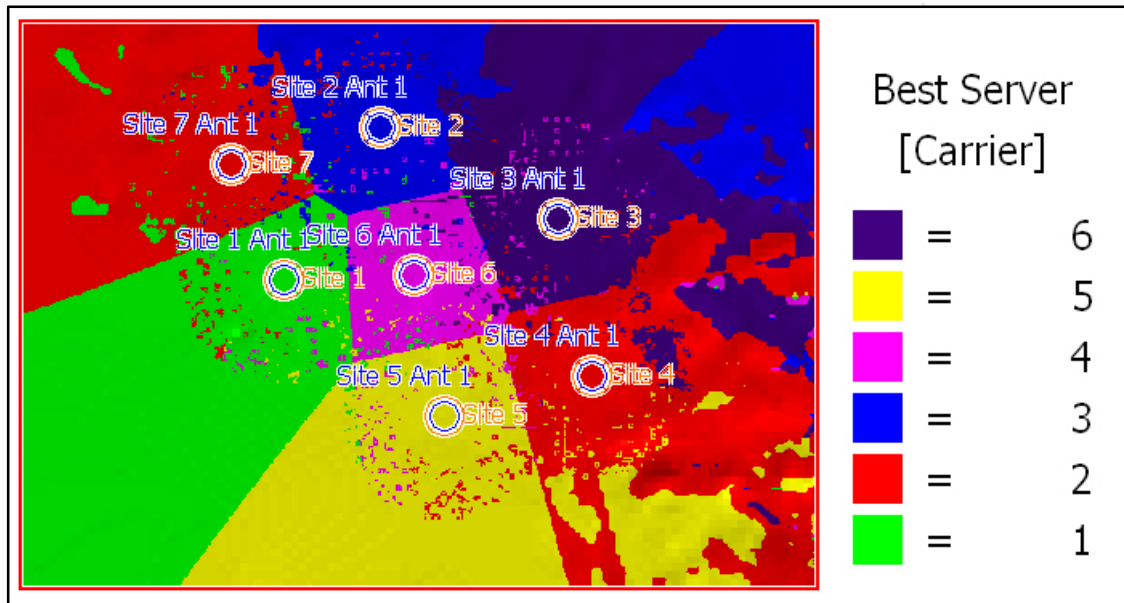 Site 2 Ant 1
Site 2
Site 7 Ant 1
Site 7
Site 3 Ant 1
Site 3
Site 1 Ant 1
Site 6 Ant 1
Site 1
Site 6
Site 4 Ant 1
Site 4
Site 5 Ant 1
Site 5
Best Server
[Carrier]
= 6
= 5
= 4
= 3
= 2
= 1